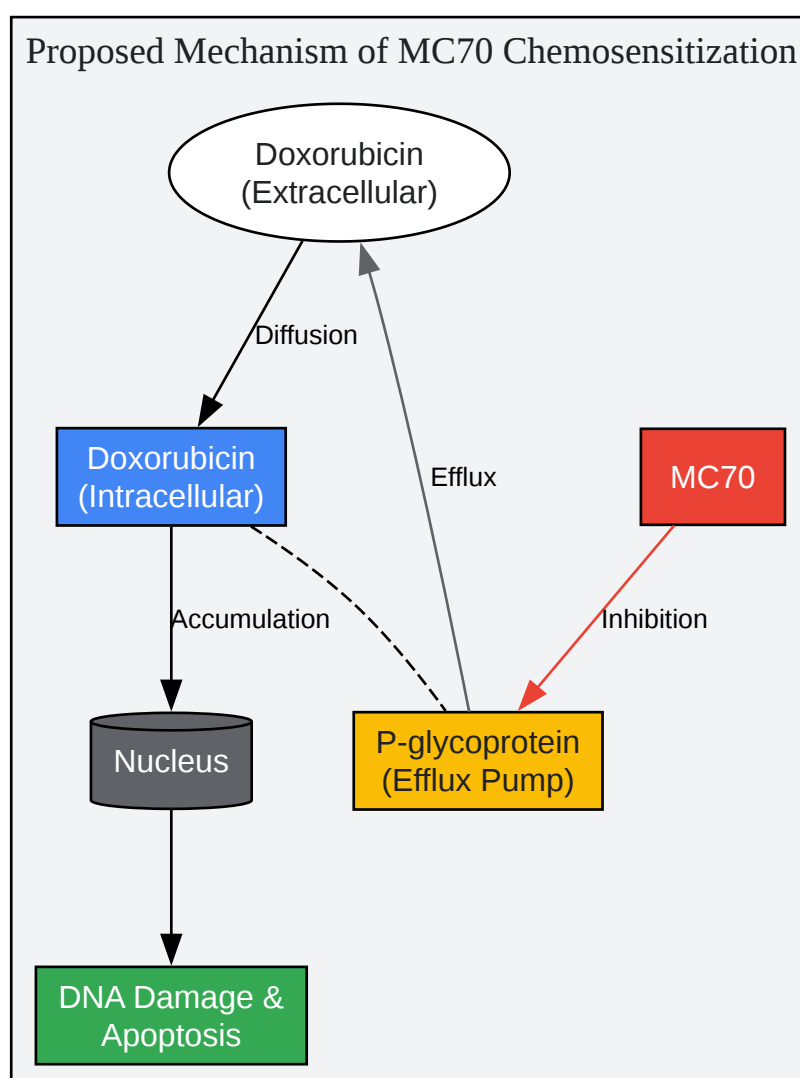 Proposed Mechanism of MC70 Chemosensitization
Doxorubicin
(Extracellular)
Diffusion
Doxorubicin
(Intracellular)
Efflux
MC70
Accumulation
Inhibition
Nucleus
P-glycoprotein
(Efflux Pump)
DNA Damage &
Apoptosis